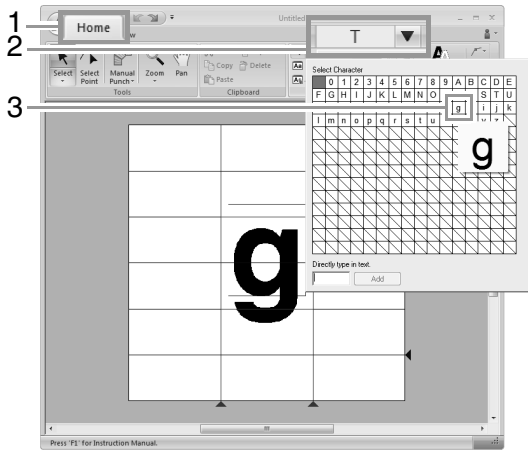 1
Home
Untitled
2
T
Select
Select Point
Manual Punch
Zoom
Pan
Copy
Delete
Paste
Tools
Clipboard
Select Character
0 1 2 3 4 5 6 7 8 9 A B C D E
F G H I J K L M N O S T U
3
g i j k
l m n o p q r s t u y z
g
g
Directly type in text.
Add
Press 'F1' for Instruction Manual.